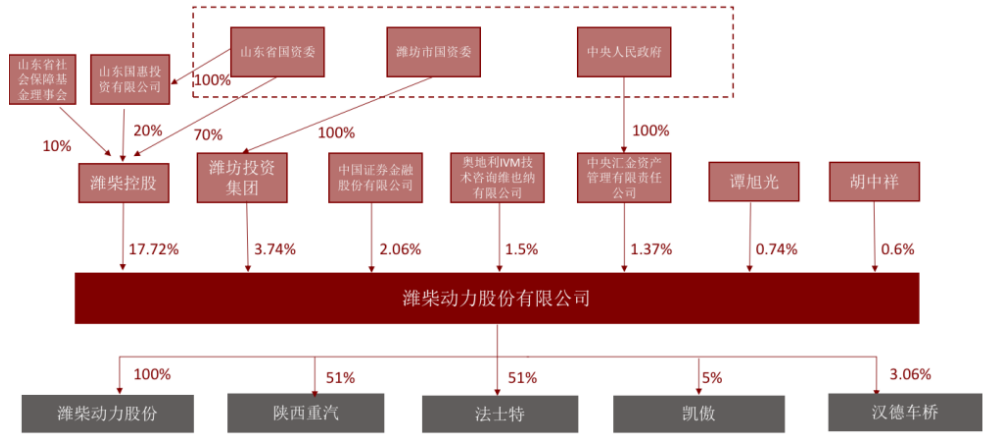 山东省国资委
潍坊市国资委
中央人民政府
山东省社
会保障基
金理事会
山东国惠投
资有限公司
100%
10%
20%
70%
100%
100%
潍柴控股
潍坊投资
集团
中国证券金融
股份有限公司
奥地利IVM技
术咨询维也纳
有限公司
中央汇金资产
管理有限责任
公司
谭旭光
胡中祥
17.72%
3.74%
2.06%
1.5%
1.37%
0.74%
0.6%
潍柴动力股份有限公司
100%
51%
51%
5%
3.06%
潍柴动力股份
陕西重汽
法士特
凯傲
汉德车桥